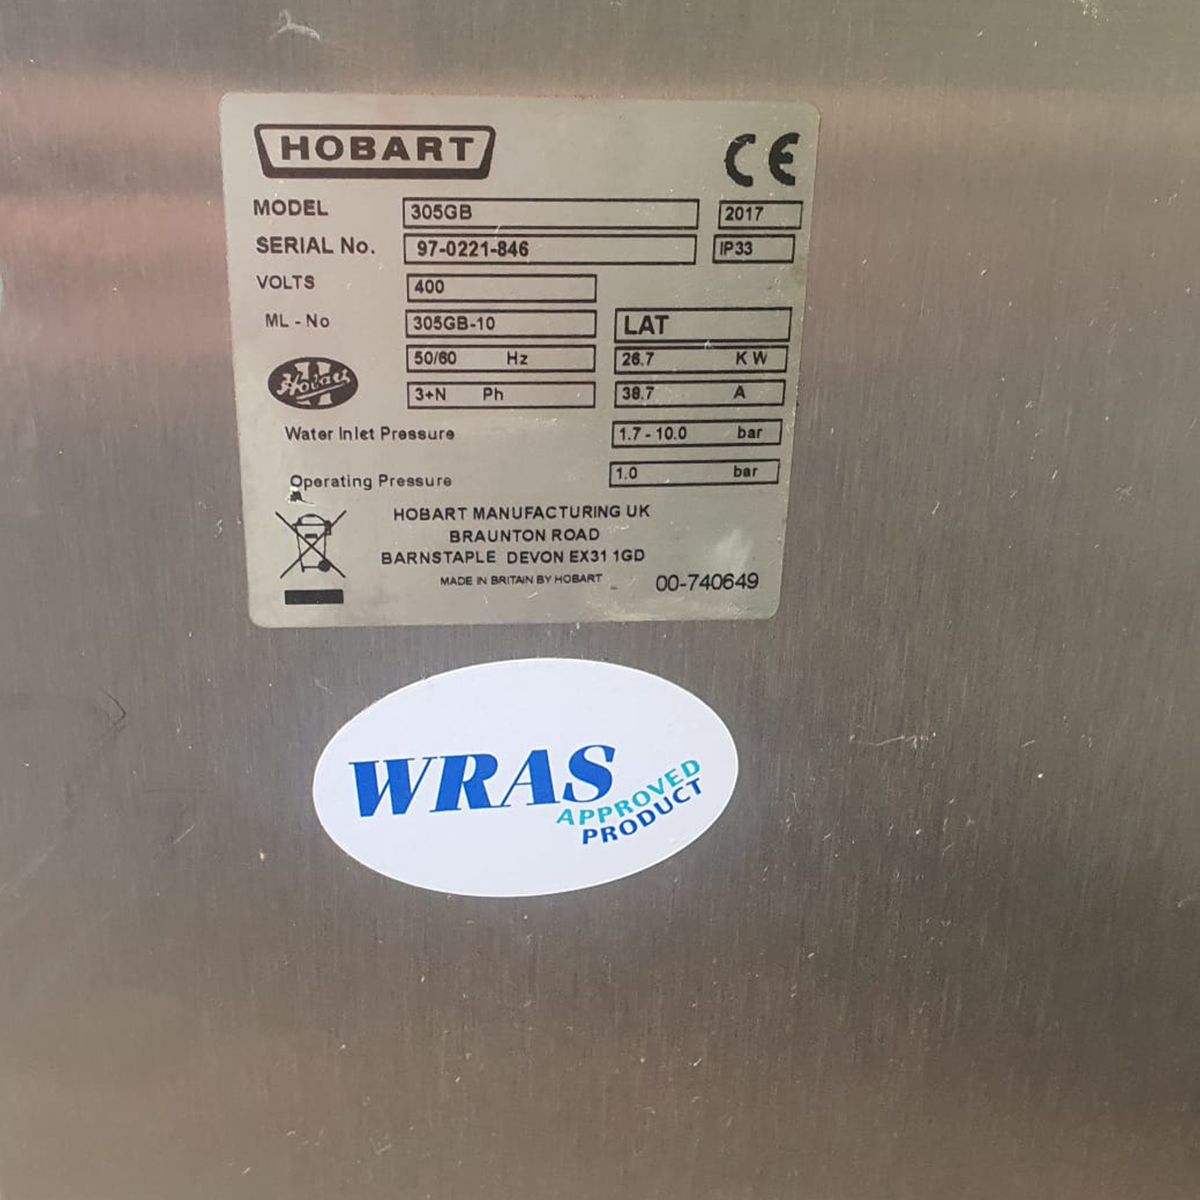 HOBART
CE
MODEL 305GB 2017
SERIAL No. 97-0221-846 IP33
VOLTS 400
ML - No 305GB-10 LAT
50/60 Hz 26.7 KW
Hobart
3+N Ph 38.7 A
Water Inlet Pressure 1.7 - 10.0 bar
Operating Pressure 1.0 bar
HOBART MANUFACTURING UK
BRAUNTON ROAD
BARNSTAPLE DEVON EX31 1GD
MADE IN BRITAIN BY HOBART 00-740649
WRAS
APPROVED
PRODUCT